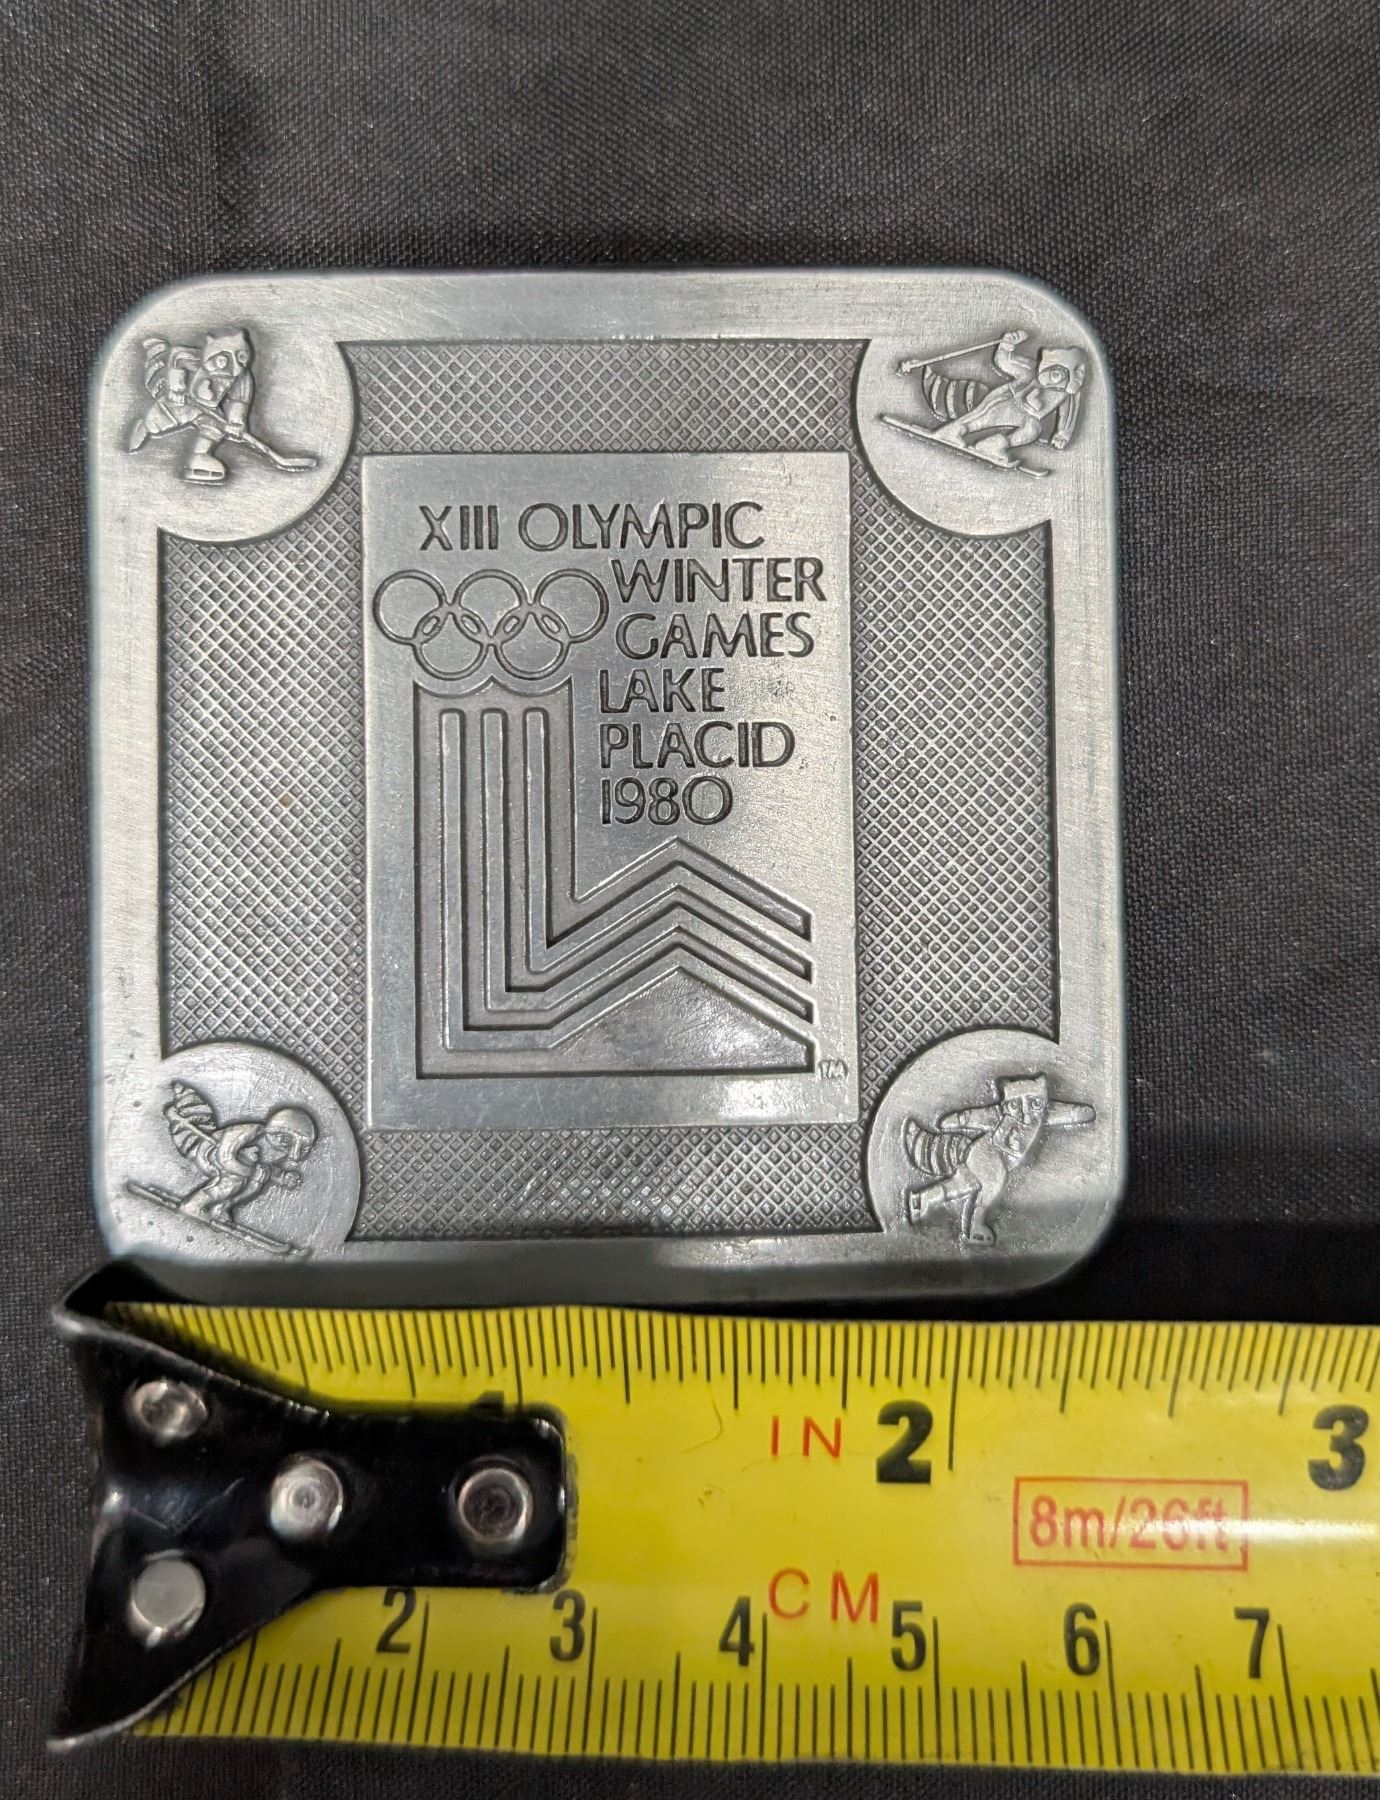 XIII OLYMPIC
WINTER
GAMES
LAKE
PLACID
1980
TM
1
IN 2 3
8m/26ft
CM
2 3 4 5 6 7